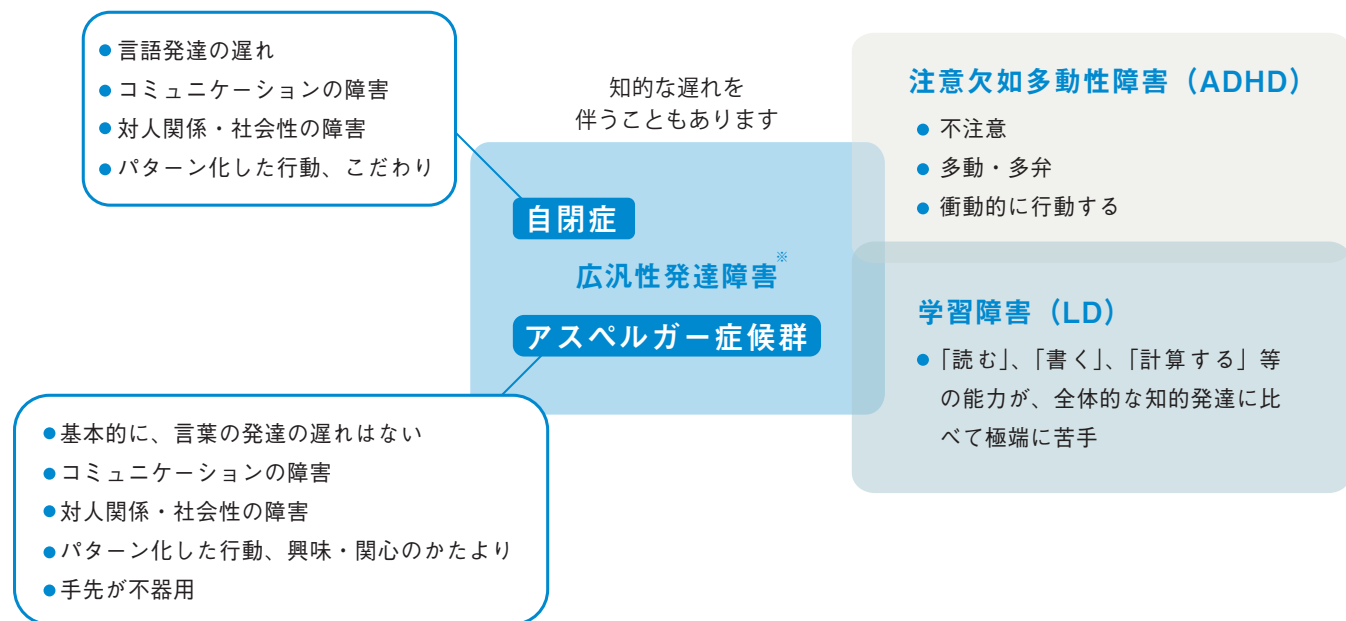 ● 言語発達の遅れ
● コミュニケーションの障害
● 対人関係・社会性の障害
● パターン化した行動、こだわり
知的な遅れを
伴うこともあります
自閉症
広汎性発達障害※
アスペルガー症候群
● 基本的に、言葉の発達の遅れはない
● コミュニケーションの障害
● 対人関係・社会性の障害
● パターン化した行動、興味・関心のかたより
● 手先が不器用
注意欠如多動性障害（ADHD）
● 不注意
● 多動・多弁
● 衝動的に行動する
学習障害（LD）
● 「読む」、「書く」、「計算する」等
の能力が、全体的な知的発達に比
べて極端に苦手